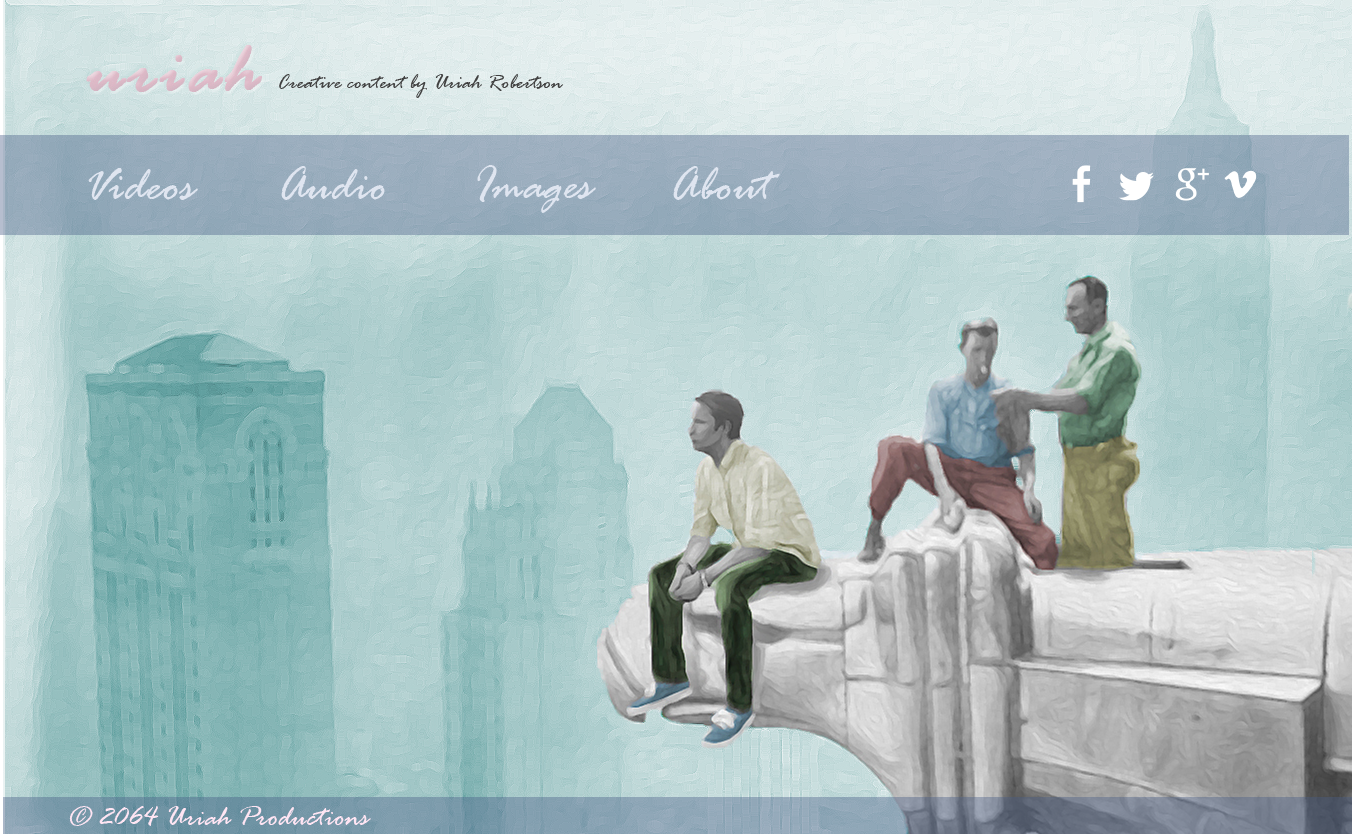 uriah Creative content by Uriah Robertson
Videos Audio Images About
f g+ v
© 2064 Uriah Productions